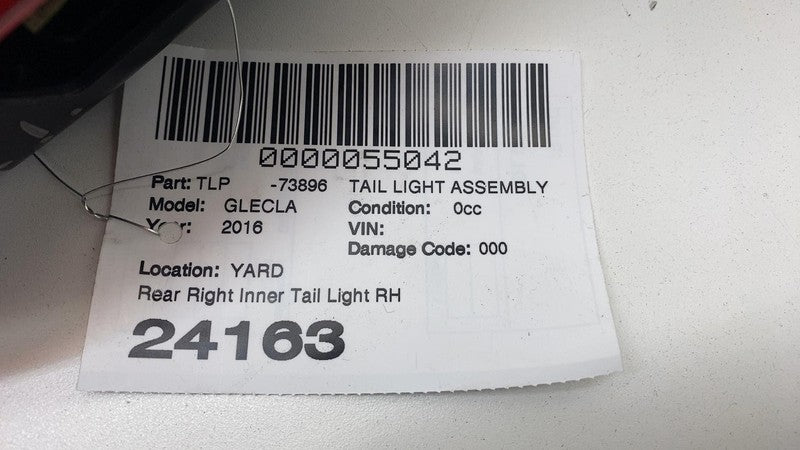 0000055042
Part: TLP -73896 TAIL LIGHT ASSEMBLY
Model: GLECLA Condition: 0cc
Year: 2016 VIN:
Damage Code: 000
Location: YARD
Rear Right Inner Tail Light RH
24163